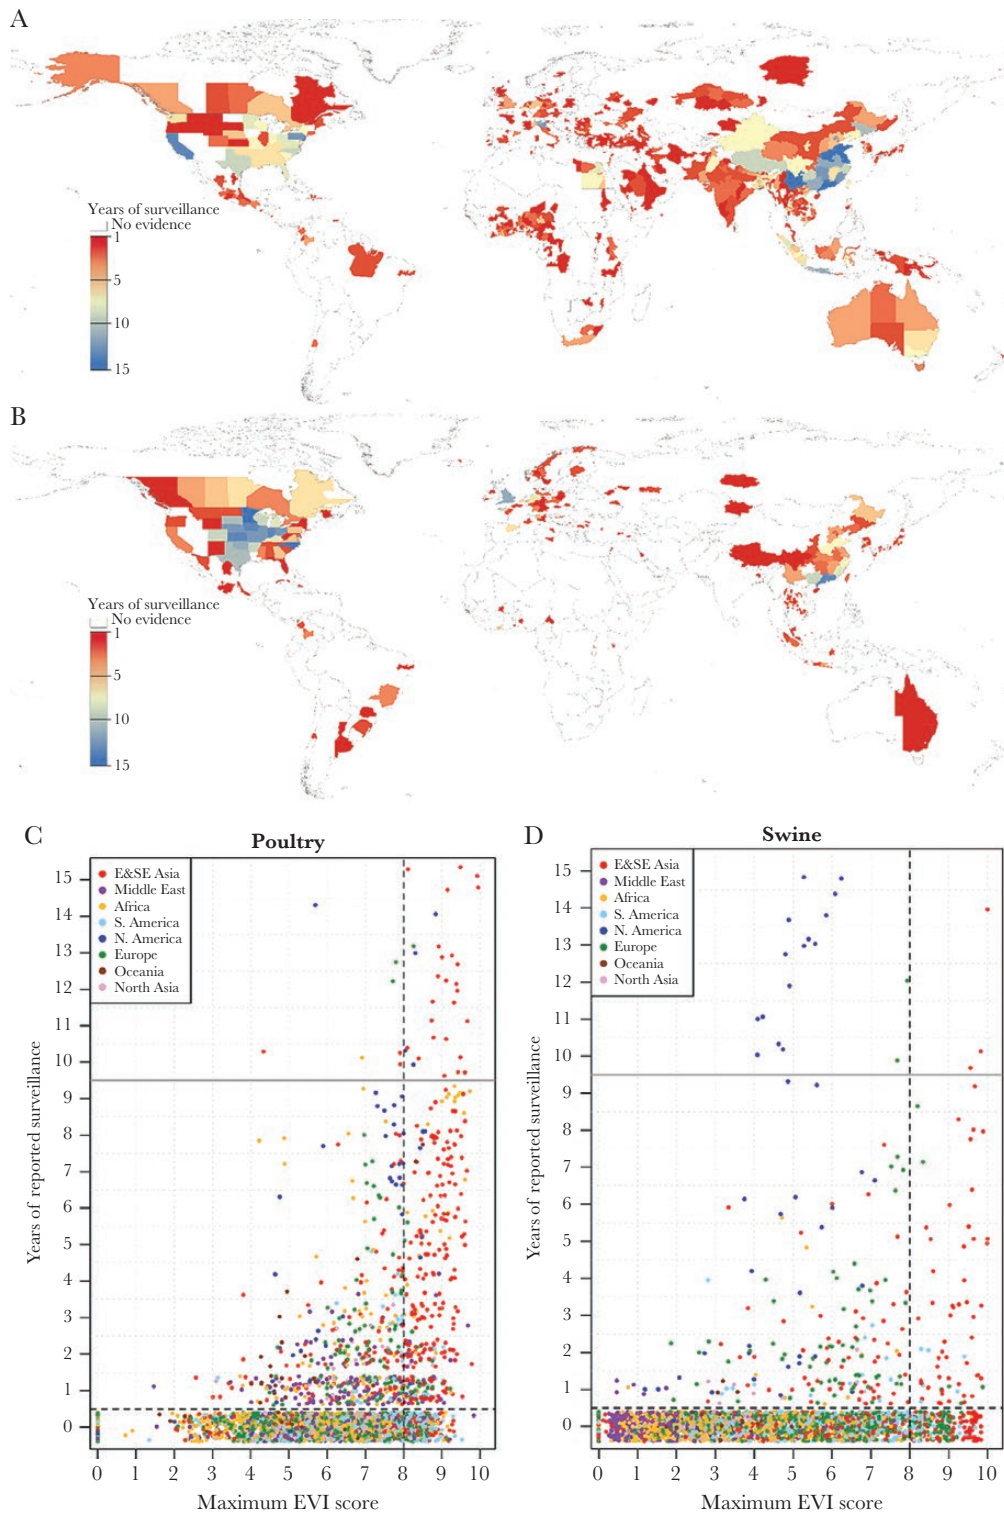 A
Years of surveillance
No evidence
1
5
10
15
B
Years of surveillance
No evidence
1
5
10
15
C
Poultry
15
14
13
12
11
10
9
8
7
6
5
4
3
2
1
0
Years of reported surveillance
E&SE Asia
Middle East
Africa
S. America
N. America
Europe
Oceania
North Asia
0 1 2 3 4 5 6 7 8 9 10
Maximum EVI score
D
Swine
15
14
13
12
11
10
9
8
7
6
5
4
3
2
1
0
Years of reported surveillance
E&SE Asia
Middle East
Africa
S. America
N. America
Europe
Oceania
North Asia
0 1 2 3 4 5 6 7 8 9 10
Maximum EVI score